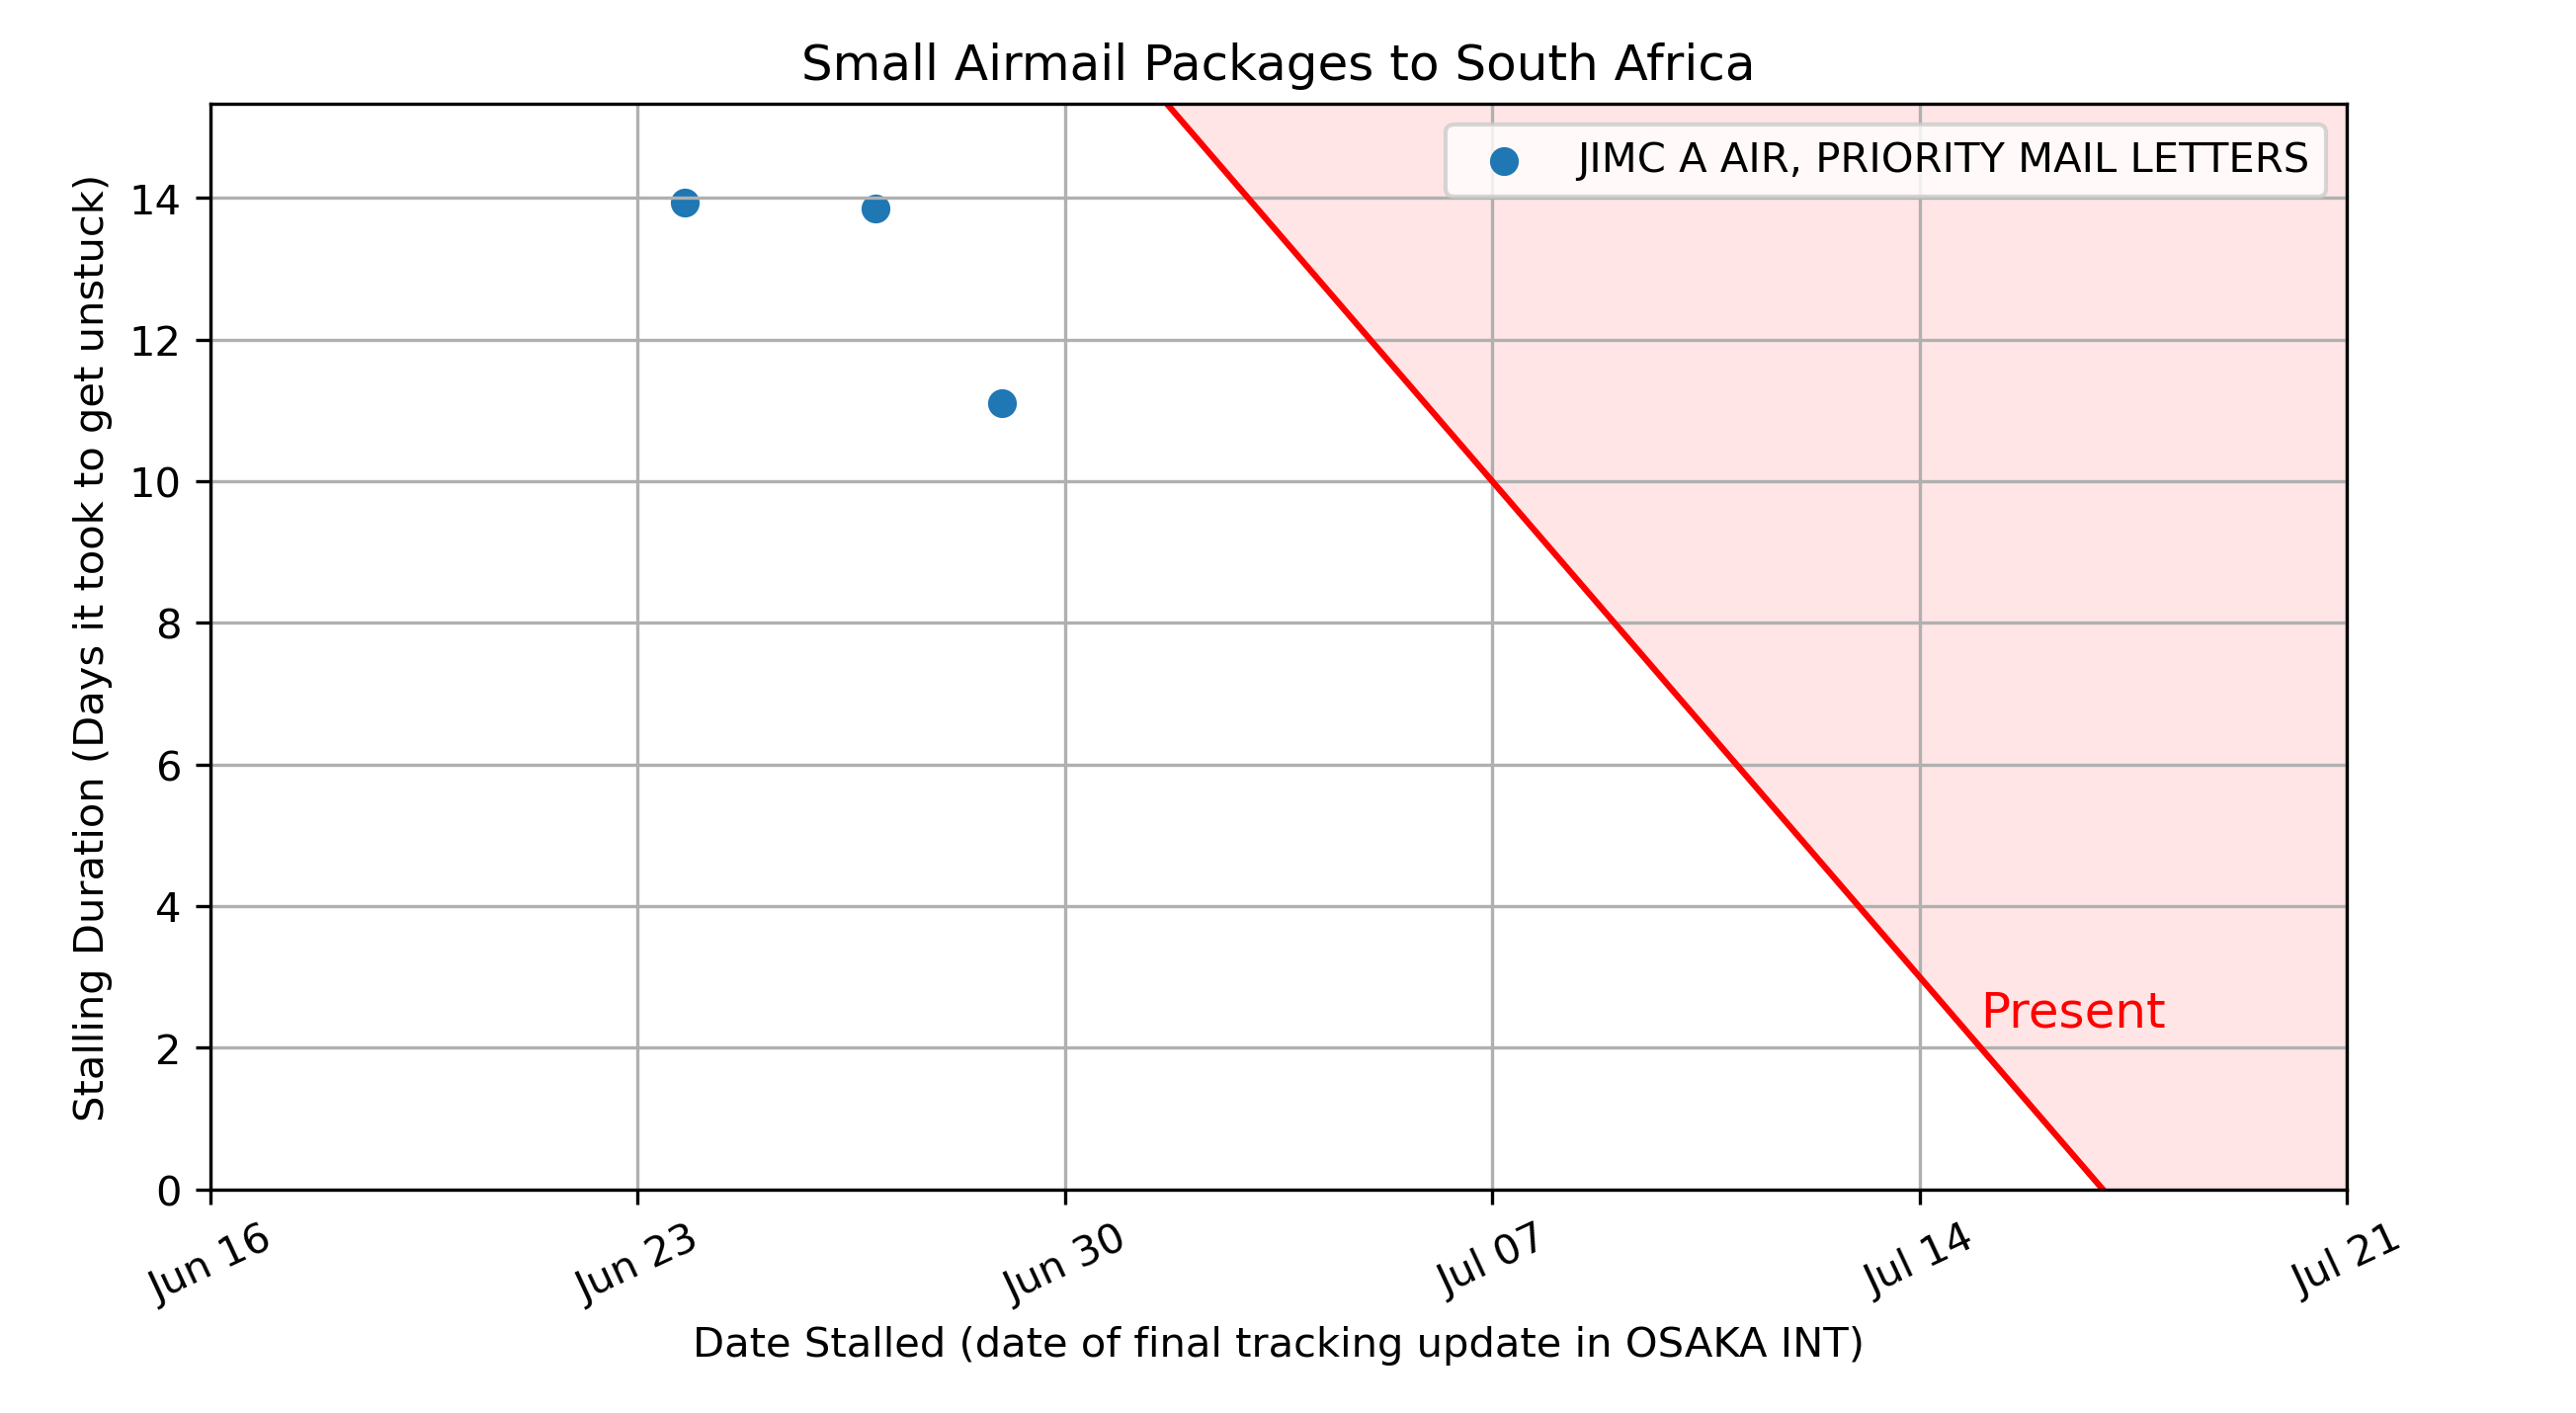 Small Airmail Packages to South Africa
JIMC A AIR, PRIORITY MAIL LETTERS
Stalling Duration (Days it took to get unstuck)
14
12
10
8
6
4
2
0
Present
Jun 16
Jun 23
Jun 30
Jul 07
Jul 14
Jul 21
Date Stalled (date of final tracking update in OSAKA INT)